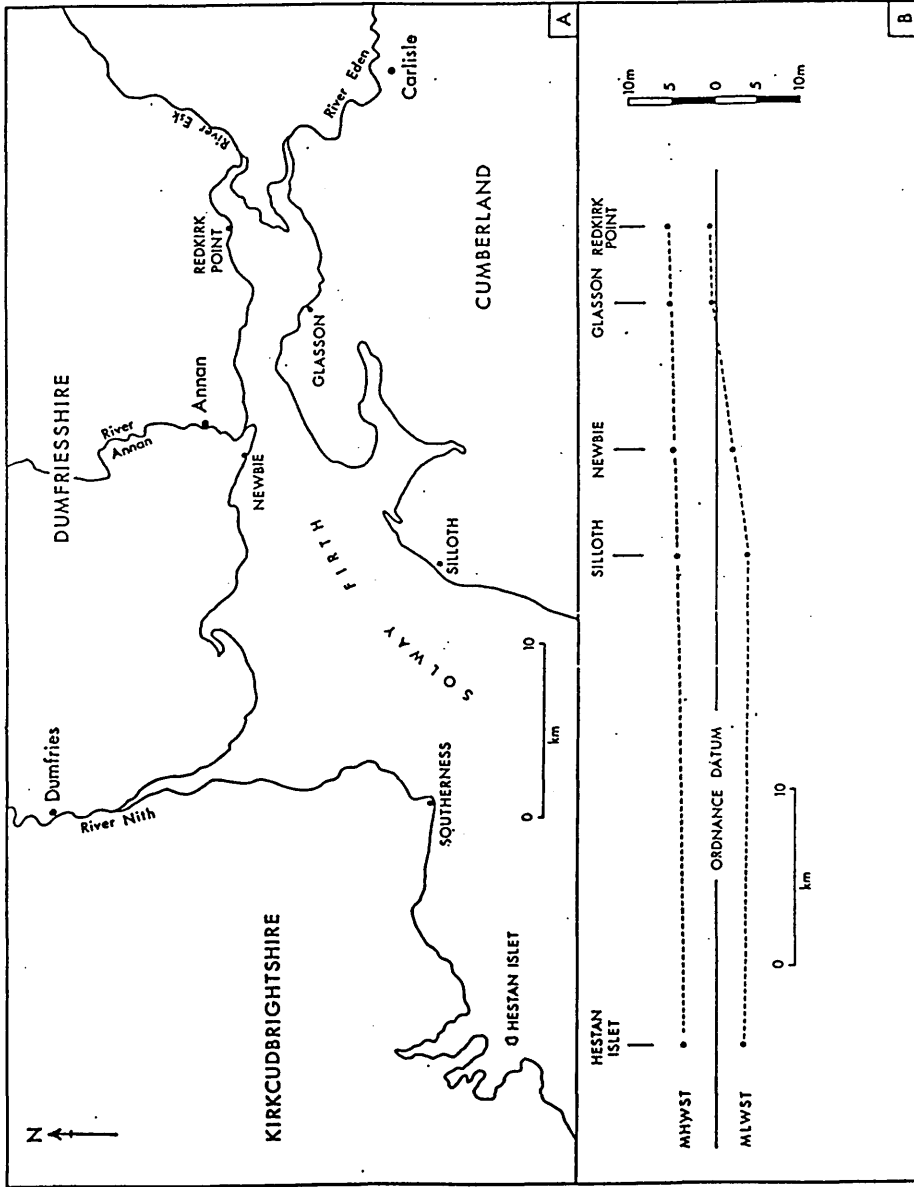 N
DUMFRIESSHIRE
Dumfries
River Nith
River
Annan
Annan
River Esk
REDKIRK
POINT
NEWBIE
River Eden
Carlisle
KIRKCUDBRIGHTSHIRE
GLASSON
SOLWAY FIRTH
SOUTHERNESS
SILLOTH
CUMBERLAND
HESTAN ISLET
0 10
km
A
HESTAN
ISLET
SILLOTH
NEWBIE
GLASSON
REDKIRK
POINT
MHWST
ORDNANCE DATUM
MLWST
10m
5
0
5
10m
0 10
km
B